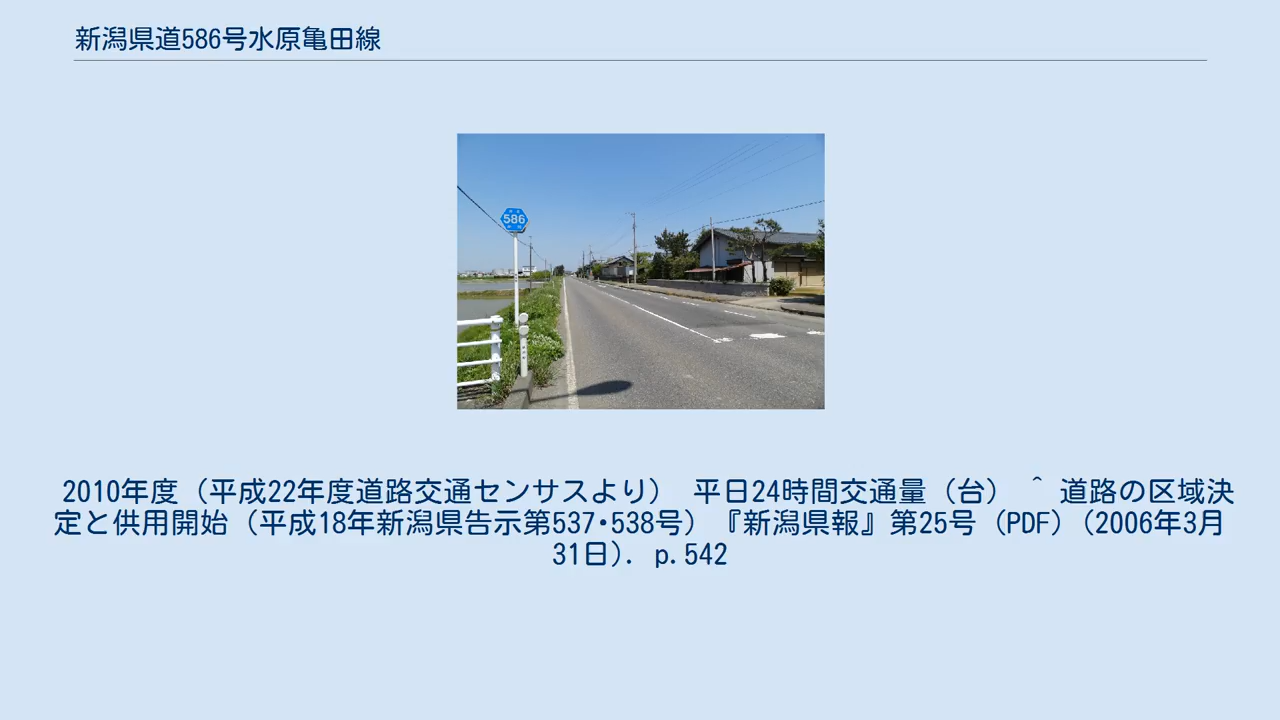 新潟県道586号水原亀田線
586
2010年度（平成22年度道路交通センサスより） 平日24時間交通量（台） ^ 道路の区域決
定と供用開始（平成18年新潟県告示第537・538号）『新潟県報』第25号（PDF）（2006年3月
31日）. p.542